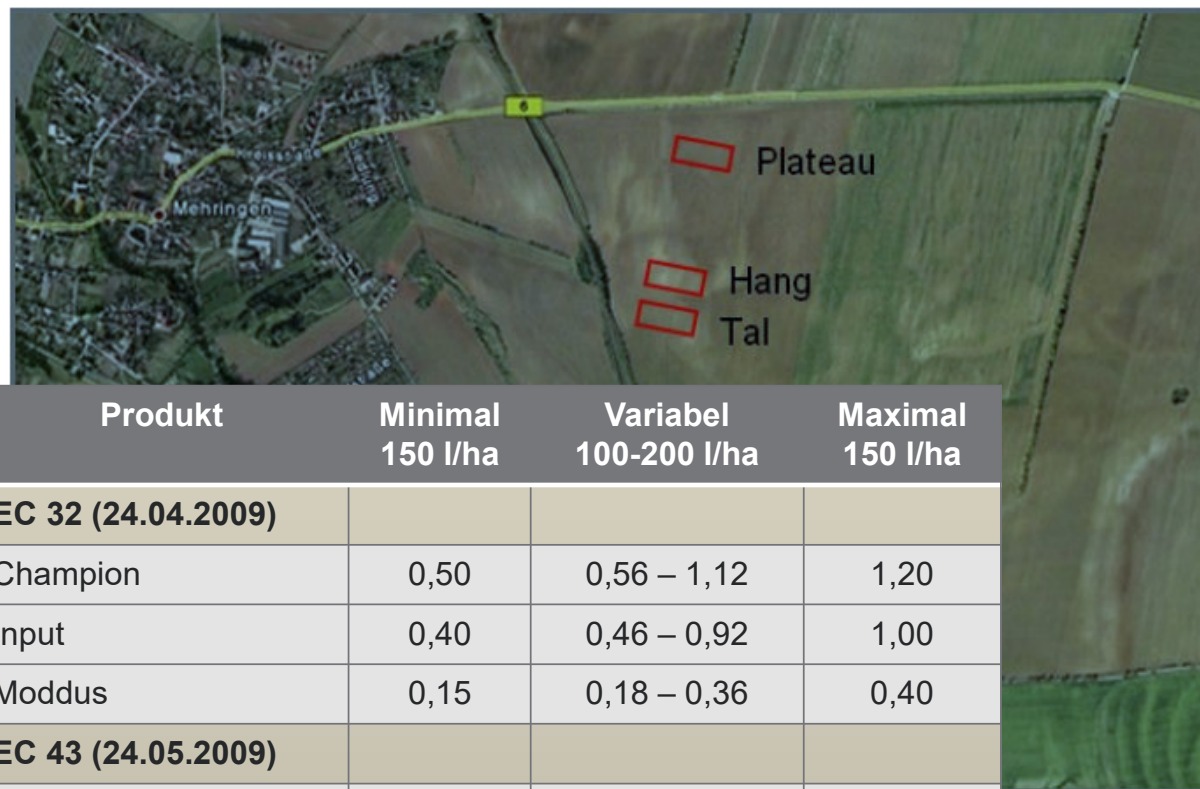 6
Plateau
Mehringen
Hang
Tal
Produkt Minimal 150 l/ha Variabel 100-200 l/ha Maximal 150 l/ha
EC 32 (24.04.2009)
Champion 0,50 0,56 – 1,12 1,20
nput 0,40 0,46 – 0,92 1,00
Moddus 0,15 0,18 – 0,36 0,40
EC 43 (24.05.2009)